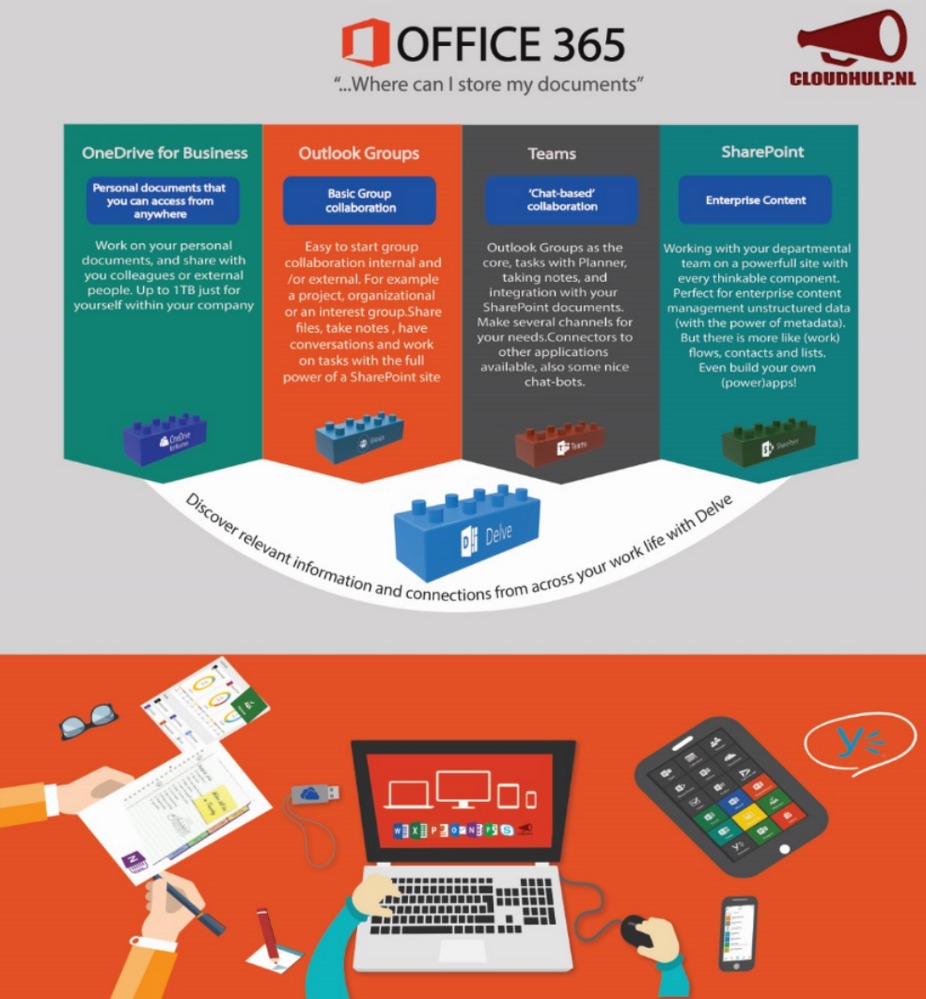 OFFICE 365
"...Where can I store my documents"
CLOUDHULP.NL
OneDrive for Business
Personal documents that
you can access from
anywhere
Work on your personal
documents, and share with
you colleagues or external
people. Up to 1TB just for
yourself within your company
Outlook Groups
Basic Group
collaboration
Easy to start group
collaboration internal and
/or external. For example
a project, organizational
or an interest group.Share
files, take notes , have
conversations and work
on tasks with the full
power of a SharePoint site
Teams
'Chat-based'
collaboration
Outlook Groups as the
core, tasks with Planner,
taking notes, and
integration with your
SharePoint documents.
Make several channels for
your needs.Connectors to
other applications
available, also some nice
chat-bots.
SharePoint
Enterprise Content
Working with your departmental
team on a powerfull site with
every thinkable component.
Perfect for enterprise content
management unstructured data
(with the power of metadata).
But there is more like (work)
flows, contacts and lists.
Even build your own
(power)apps!
OneDrive
for Business
Teams
SharePoint
Delve
Discover relevant information and connections from across your work life with Delve